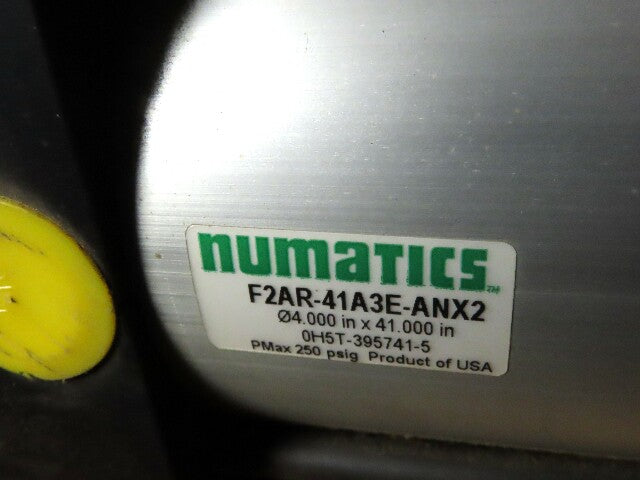 numatics™
F2AR-41A3E-ANX2
Ø4.000 in x 41.000 in
0H5T-395741-5
PMax 250 psig Product of USA